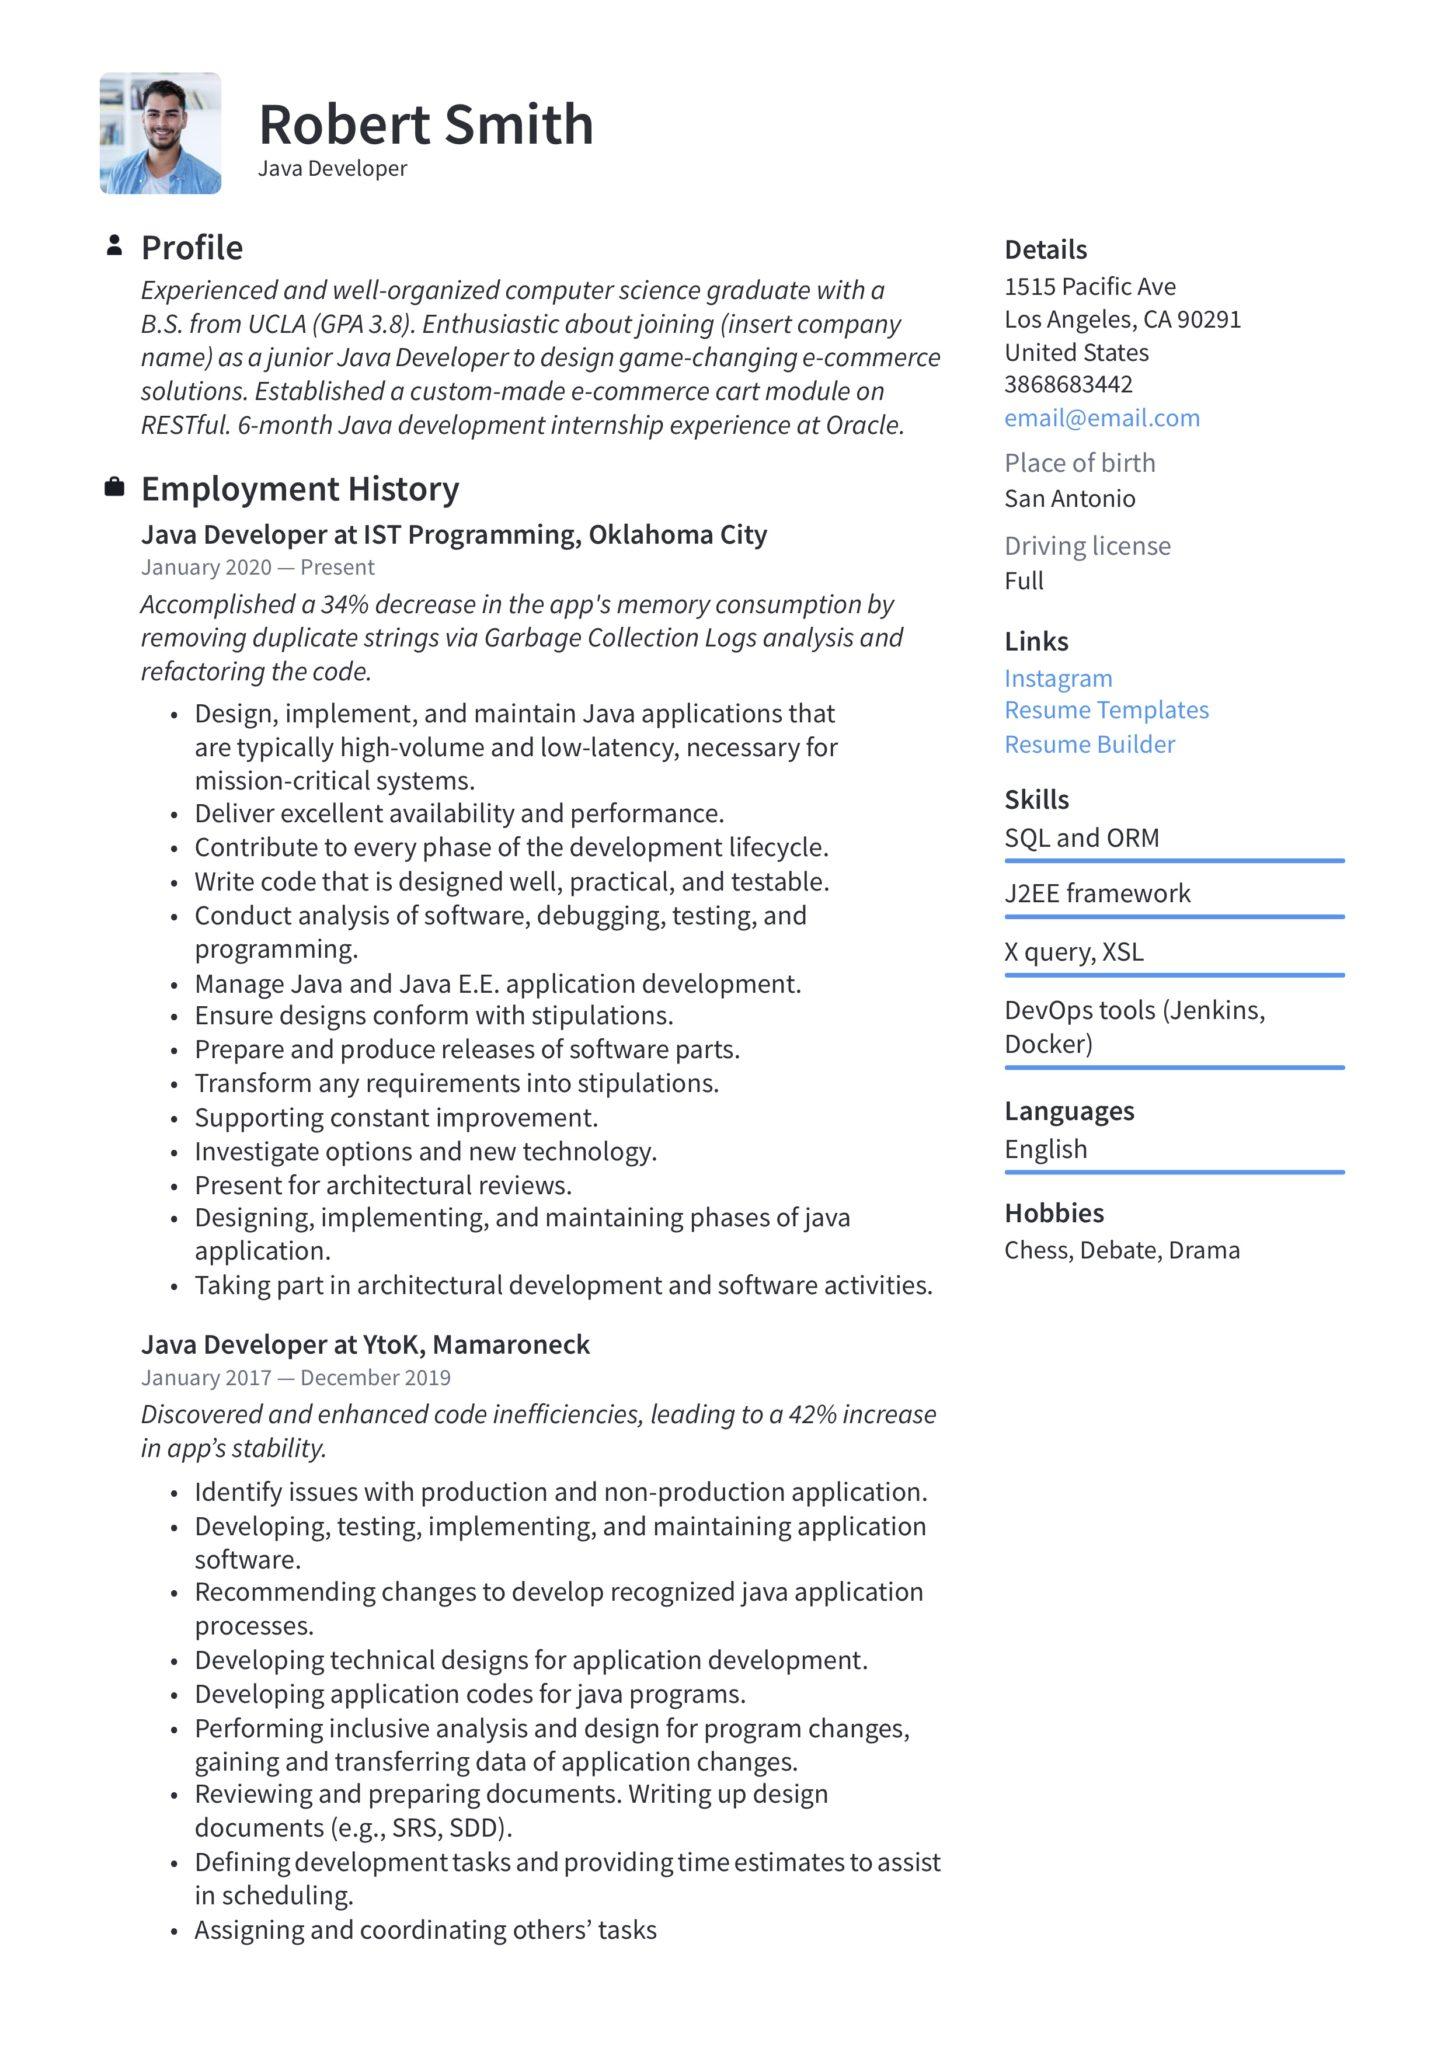 Robert Smith
Java Developer
Profile
Experienced and well-organized computer science graduate with a
B.S. from UCLA (GPA 3.8). Enthusiastic about joining (insert company
name) as a junior Java Developer to design game-changing e-commerce
solutions. Established a custom-made e-commerce cart module on
RESTful. 6-month Java development internship experience at Oracle.
Employment History
Java Developer at IST Programming, Oklahoma City
January 2020 — Present
Accomplished a 34% decrease in the app's memory consumption by
removing duplicate strings via Garbage Collection Logs analysis and
refactoring the code.
• Design, implement, and maintain Java applications that
are typically high-volume and low-latency, necessary for
mission-critical systems.
• Deliver excellent availability and performance.
• Contribute to every phase of the development lifecycle.
• Write code that is designed well, practical, and testable.
• Conduct analysis of software, debugging, testing, and
programming.
• Manage Java and Java E.E. application development.
• Ensure designs conform with stipulations.
• Prepare and produce releases of software parts.
• Transform any requirements into stipulations.
• Supporting constant improvement.
• Investigate options and new technology.
• Present for architectural reviews.
• Designing, implementing, and maintaining phases of java
application.
• Taking part in architectural development and software activities.
Java Developer at YtoK, Mamaroneck
January 2017 — December 2019
Discovered and enhanced code inefficiencies, leading to a 42% increase
in app’s stability.
• Identify issues with production and non-production application.
• Developing, testing, implementing, and maintaining application
software.
• Recommending changes to develop recognized java application
processes.
• Developing technical designs for application development.
• Developing application codes for java programs.
• Performing inclusive analysis and design for program changes,
gaining and transferring data of application changes.
• Reviewing and preparing documents. Writing up design
documents (e.g., SRS, SDD).
• Defining development tasks and providing time estimates to assist
in scheduling.
• Assigning and coordinating others’ tasks
Details
1515 Pacific Ave
Los Angeles, CA 90291
United States
3868683442
email@email.com
Place of birth
San Antonio
Driving license
Full
Links
Instagram
Resume Templates
Resume Builder
Skills
SQL and ORM
J2EE framework
X query, XSL
DevOps tools (Jenkins,
Docker)
Languages
English
Hobbies
Chess, Debate, Drama